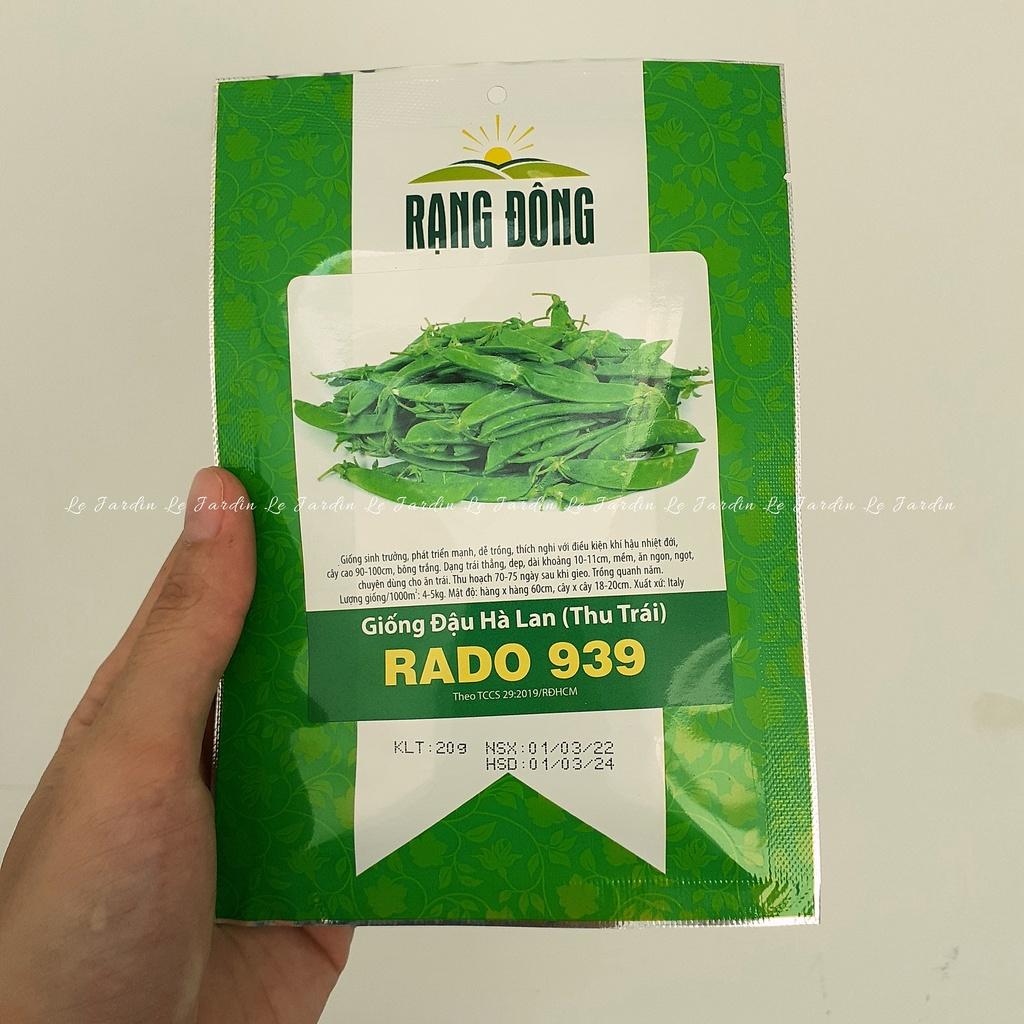 RẠNG ĐÔNG
Le Jardin Le Jardin Le Jardin Le Jardin Le Jardin Le Jardin Le Jardin Le Jardin Le Jardin
Giống sinh trưởng, phát triển mạnh, dễ trồng, thích nghi với điều kiện khí hậu nhiệt đới,
cây cao 90-100cm, bông trắng. Dạng trái thẳng, dẹp, dài khoảng 10-11cm, mềm, ăn ngon, ngọt,
chuyên dùng cho ăn trái. Thu hoạch 70-75 ngày sau khi gieo. Trồng quanh năm.
Lượng giống/1000m²: 4-5kg. Mật độ: hàng x hàng 60cm, cây x cây 18-20cm. Xuất xứ: Italy
Giống Đậu Hà Lan (Thu Trái)
RADO 939
Theo TCCS 29:2019/RĐHCM
KLT:20g NSX:01/03/22
HSD:01/03/24